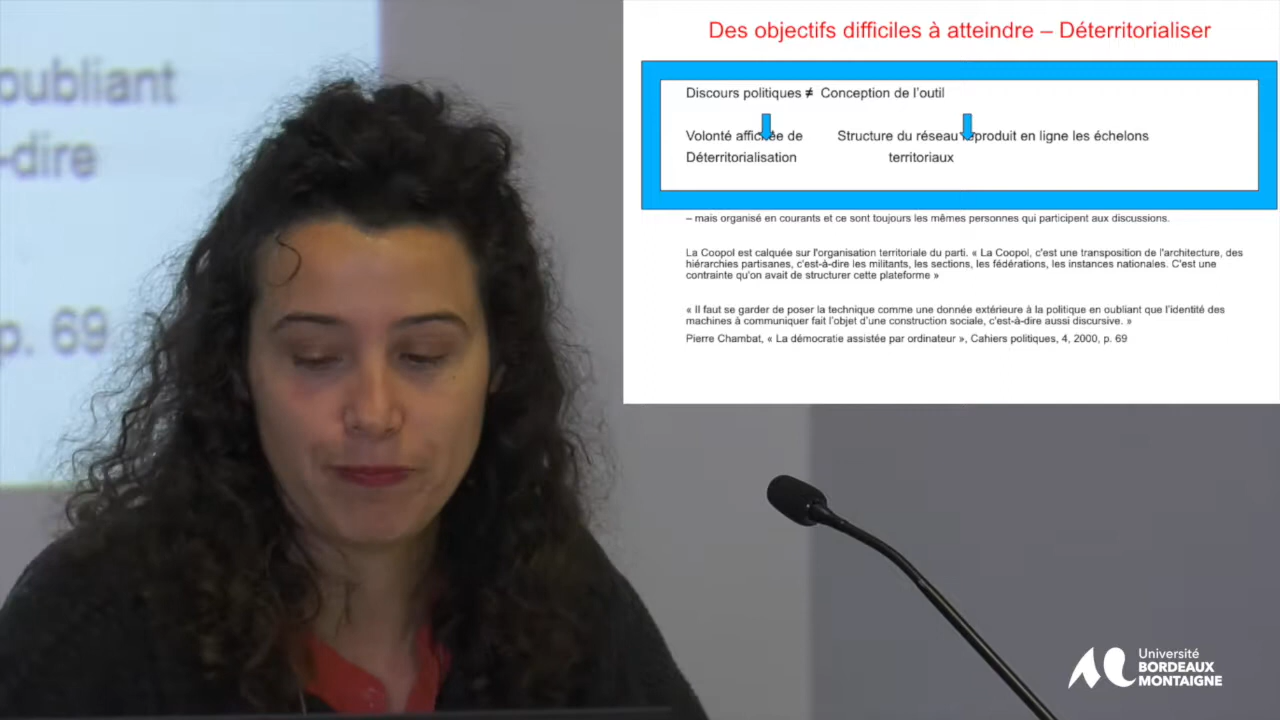 oubliant
-dire
p. 69
Des objectifs difficiles à atteindre – Déterritorialiser
Discours politiques ≠ Conception de l'outil
Volonté affichée de Structure du réseau reproduit en ligne les échelons
Déterritorialisation territoriaux
– mais organisé en courants et ce sont toujours les mêmes personnes qui participent aux discussions.
La Coopol est calquée sur l'organisation territoriale du parti. « La Coopol, c'est une transposition de l'architecture, des
hiérarchies partisanes, c'est-à-dire les militants, les sections, les fédérations, les instances nationales. C'est une
contrainte qu'on avait de structurer cette plateforme »
« Il faut se garder de poser la technique comme une donnée extérieure à la politique en oubliant que l'identité des
machines à communiquer fait l'objet d'une construction sociale, c'est-à-dire aussi discursive. »
Pierre Chambat, « La démocratie assistée par ordinateur », Cahiers politiques, 4, 2000, p. 69
Université
BORDEAUX
MONTAIGNE